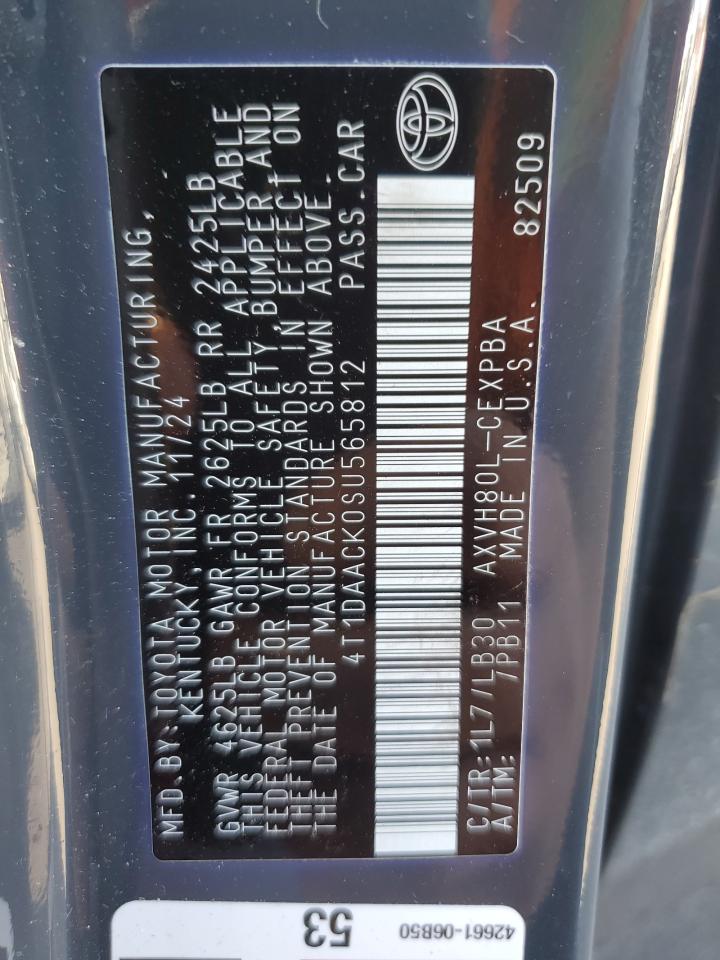 MFD.BY:TOYOTA MOTOR MANUFACTURING,
KENTUCKY, INC. 11/24
GVWR 4625LB GAWR FR 2625LB RR 2425LB
THIS VEHICLE CONFORMS TO ALL APPLICABLE
FEDERAL MOTOR VEHICLE SAFETY, BUMPER AND
THEFT PREVENTION STANDARDS IN EFFECT ON
THE DATE OF MANUFACTURE SHOWN ABOVE.
4T1DAACK0SU565812 PASS.CAR
C/TR:1L7/LB30 AXVH80L-CEXPBA 82509
A/TM: /PB11 MADE IN U.S.A.
53
42661-06B50